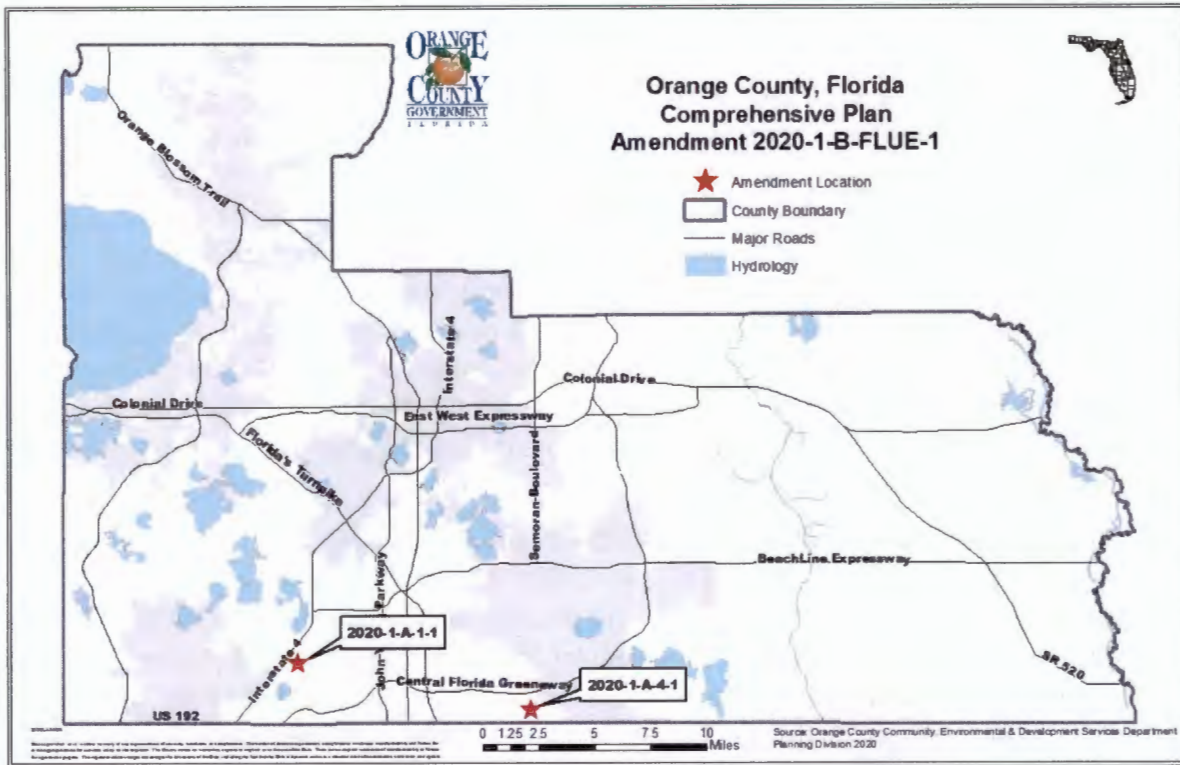 ORANGE
COUNTY
GOVERNMENT
FLORIDA
Orange County, Florida
Comprehensive Plan
Amendment 2020-1-B-FLUE-1
Amendment Location
County Boundary
Major Roads
Hydrology
Orange Blossom Trail
Interstate 4
Colonial Drive
Colonial Drive
East West Expressway
Florida's Turnpike
Semoran Boulevard
BeachLine Expressway
Parkway
2020-1-A-1-1
Interstate 4
John
Central Florida Greeneway
2020-1-A-4-1
SR 520
US 192
0 1.25 2.5 5 7.5 10
Miles
Source: Orange County Community, Environmental & Development Services Department
Planning Division 2020